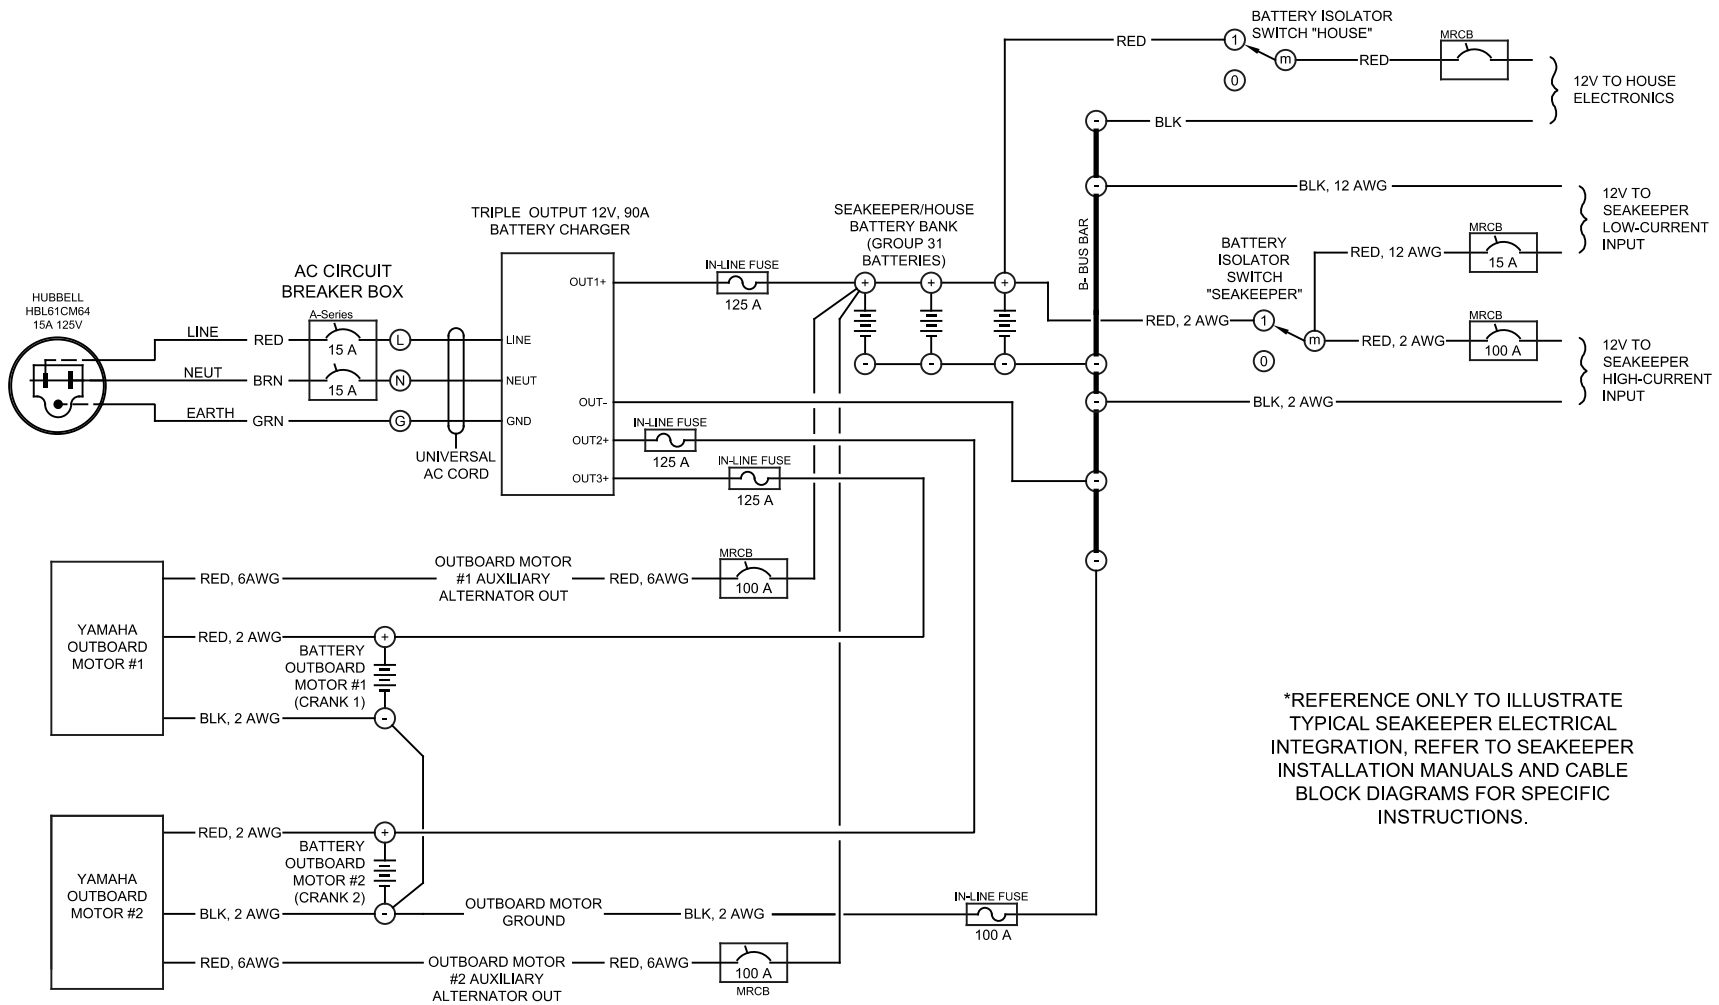 BATTERY ISOLATOR
SWITCH "HOUSE"
RED
1
m
0
RED
MRCB
12V TO HOUSE
ELECTRONICS
-
BLK
-
BLK, 12 AWG
12V TO
SEAKEEPER
LOW-CURRENT
INPUT
B- BUS BAR
BATTERY
ISOLATOR
SWITCH
"SEAKEEPER"
RED, 12 AWG
MRCB
15 A
RED, 2 AWG
1
m
0
RED, 2 AWG
MRCB
100 A
12V TO
SEAKEEPER
HIGH-CURRENT
INPUT
-
-
BLK, 2 AWG
-
-
TRIPLE OUTPUT 12V, 90A
BATTERY CHARGER
SEAKEEPER/HOUSE
BATTERY BANK
(GROUP 31
BATTERIES)
OUT1+
IN-LINE FUSE
125 A
+
+
+
-
-
-
HUBBELL
HBL61CM64
15A 125V
AC CIRCUIT
BREAKER BOX
A-Series
LINE
RED
15 A
L
LINE
NEUT
BRN
15 A
N
NEUT
EARTH
GRN
G
GND
UNIVERSAL
AC CORD
OUT-
OUT2+
IN-LINE FUSE
125 A
OUT3+
IN-LINE FUSE
125 A
YAMAHA
OUTBOARD
MOTOR #1
RED, 6AWG
OUTBOARD MOTOR
#1 AUXILIARY
ALTERNATOR OUT
RED, 6AWG
MRCB
100 A
RED, 2 AWG
+
BATTERY
OUTBOARD
MOTOR #1
(CRANK 1)
BLK, 2 AWG
-
YAMAHA
OUTBOARD
MOTOR #2
RED, 2 AWG
+
BATTERY
OUTBOARD
MOTOR #2
(CRANK 2)
BLK, 2 AWG
-
OUTBOARD MOTOR
GROUND
BLK, 2 AWG
IN-LINE FUSE
100 A
RED, 6AWG
OUTBOARD MOTOR
#2 AUXILIARY
ALTERNATOR OUT
RED, 6AWG
100 A
MRCB
*REFERENCE ONLY TO ILLUSTRATE
TYPICAL SEAKEEPER ELECTRICAL
INTEGRATION, REFER TO SEAKEEPER
INSTALLATION MANUALS AND CABLE
BLOCK DIAGRAMS FOR SPECIFIC
INSTRUCTIONS.